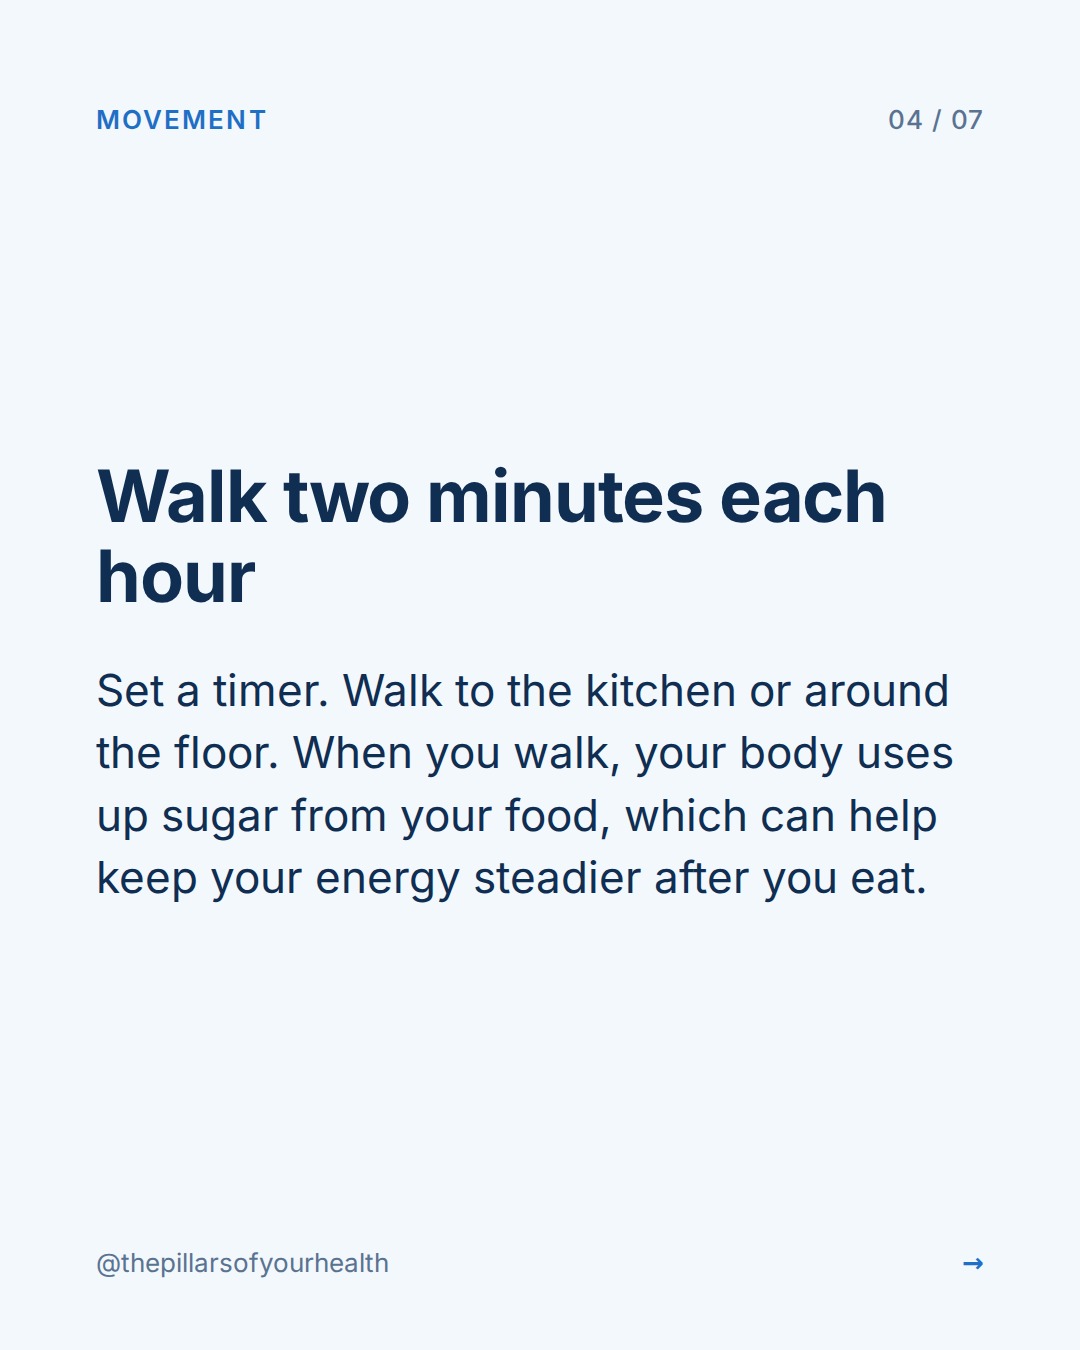 MOVEMENT
04 / 07
Walk two minutes each
hour
Set a timer. Walk to the kitchen or around
the floor. When you walk, your body uses
up sugar from your food, which can help
keep your energy steadier after you eat.
@thepillarsofyourhealth
→